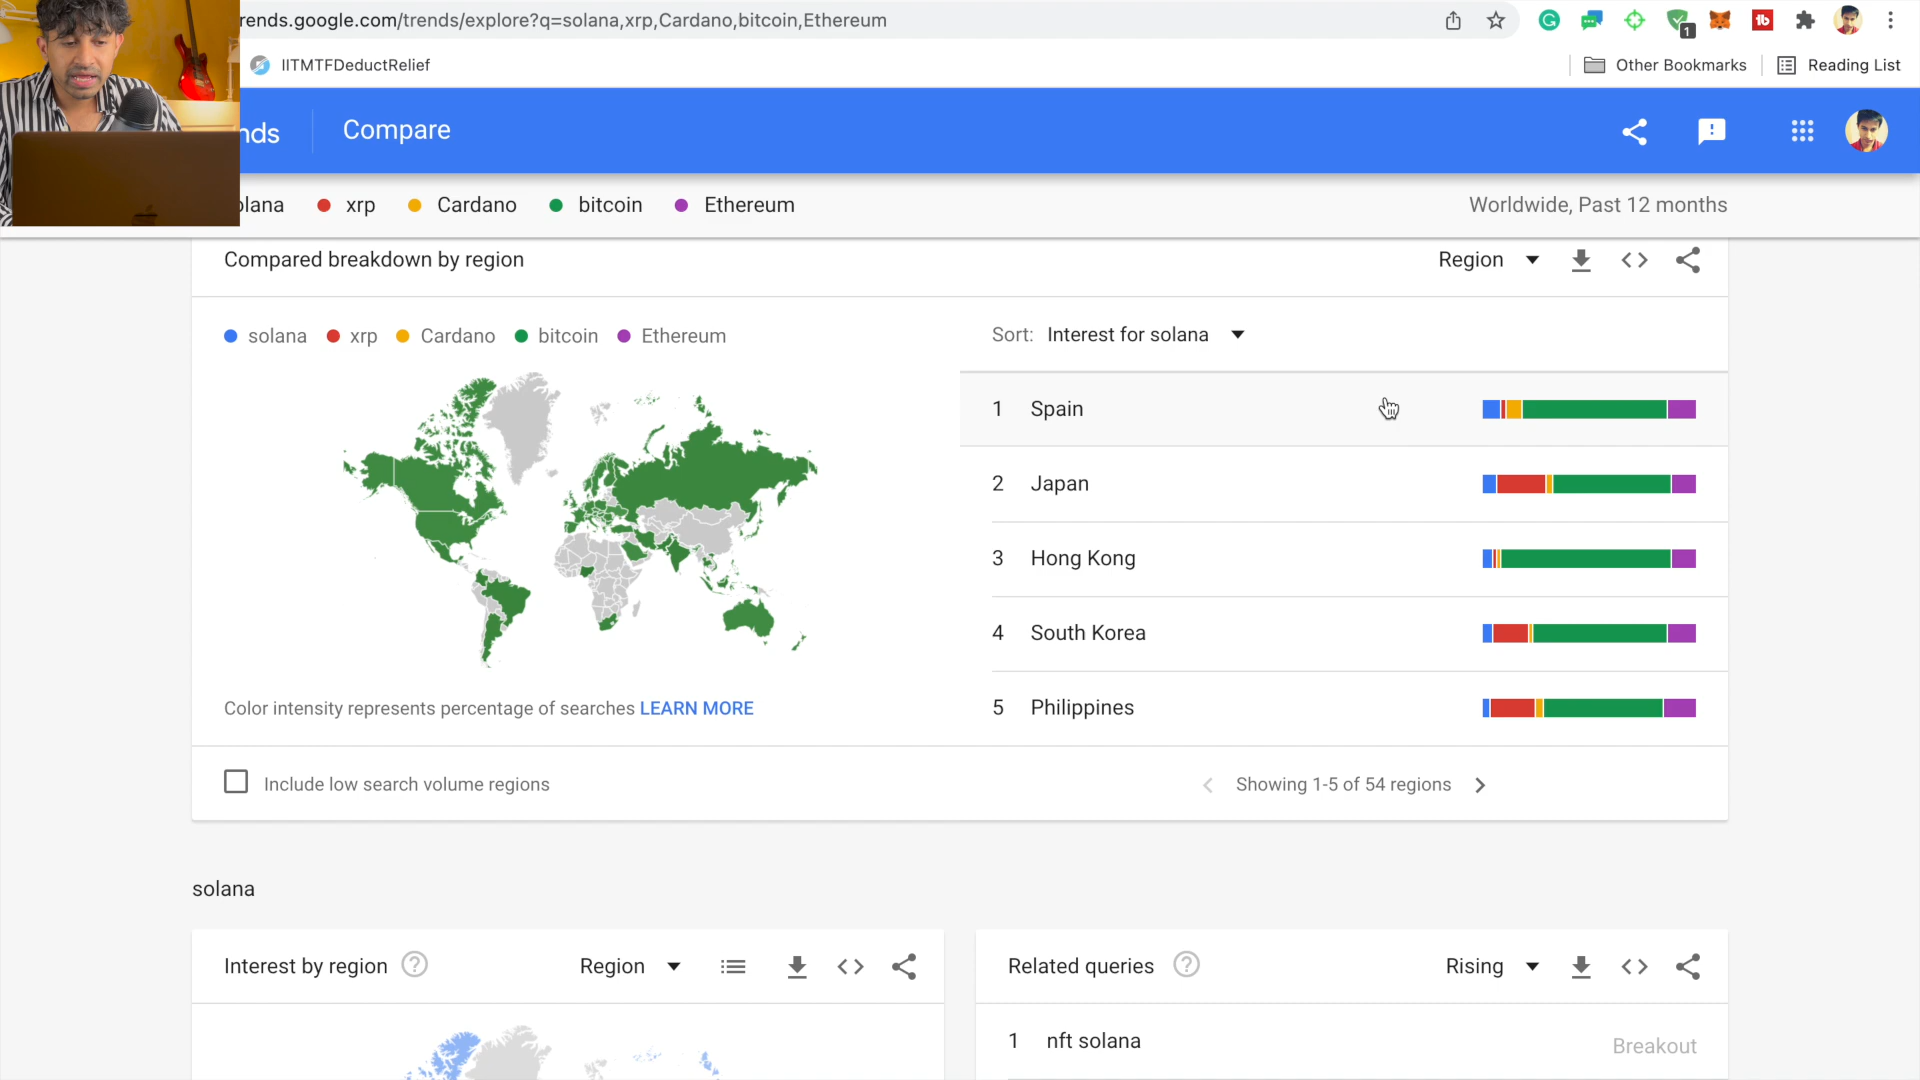 rends.google.com/trends/explore?q=solana,xrp,Cardano,bitcoin,Ethereum
1
IITMTFDeductRelief
Other Bookmarks
Reading List
nds
Compare
olana
xrp
Cardano
bitcoin
Ethereum
Worldwide, Past 12 months
Compared breakdown by region
Region
solana
xrp
Cardano
bitcoin
Ethereum
Sort: Interest for solana
1 Spain
2 Japan
3 Hong Kong
4 South Korea
5 Philippines
Color intensity represents percentage of searches LEARN MORE
Include low search volume regions
Showing 1-5 of 54 regions
solana
Interest by region
Region
Related queries
Rising
1 nft solana
Breakout